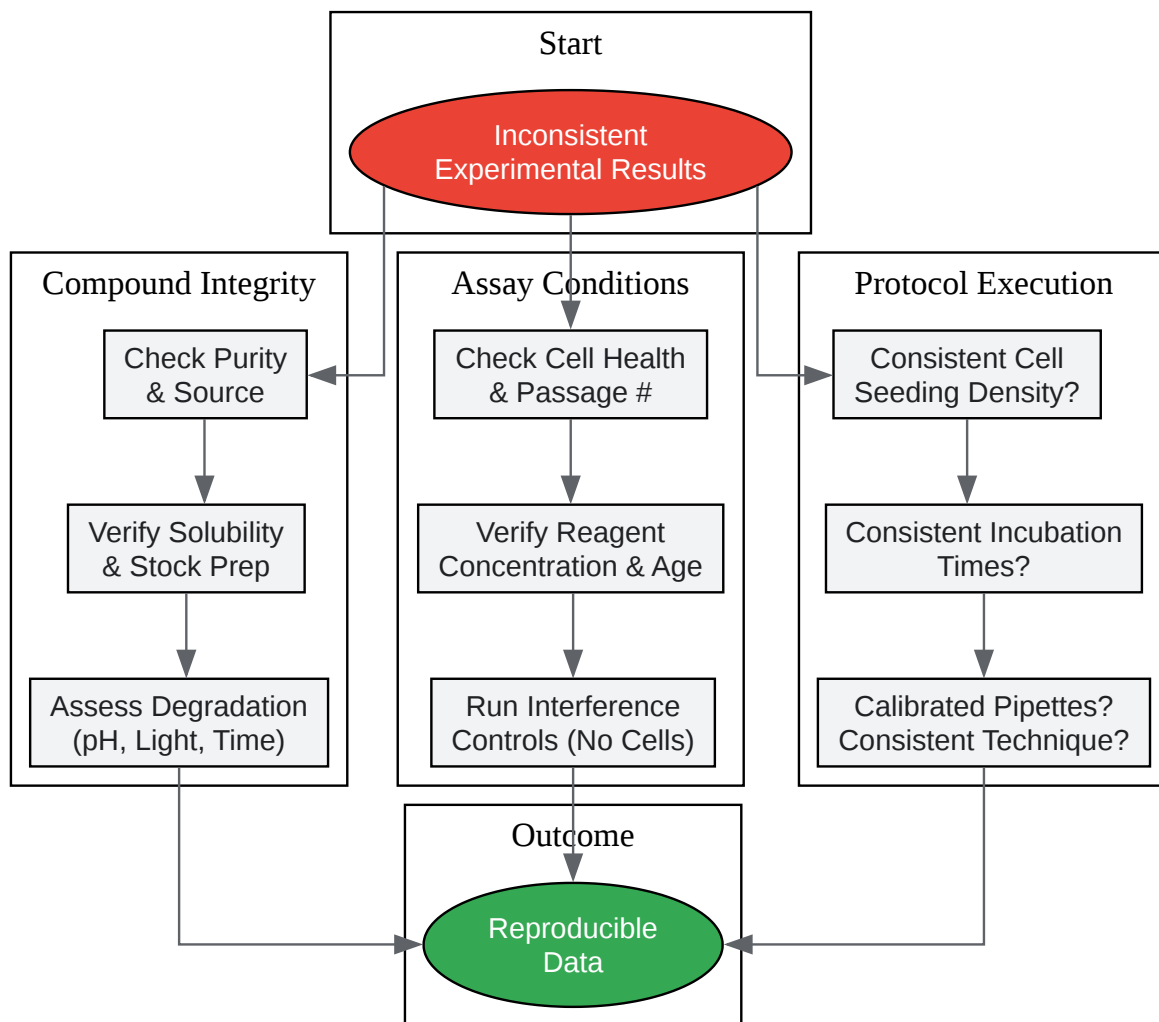 Start
Inconsistent
Experimental Results
Compound Integrity
Check Purity
& Source
Verify Solubility
& Stock Prep
Assess Degradation
(pH, Light, Time)
Assay Conditions
Check Cell Health
& Passage #
Verify Reagent
Concentration & Age
Run Interference
Controls (No Cells)
Protocol Execution
Consistent Cell
Seeding Density?
Consistent Incubation
Times?
Calibrated Pipettes?
Consistent Technique?
Outcome
Reproducible
Data